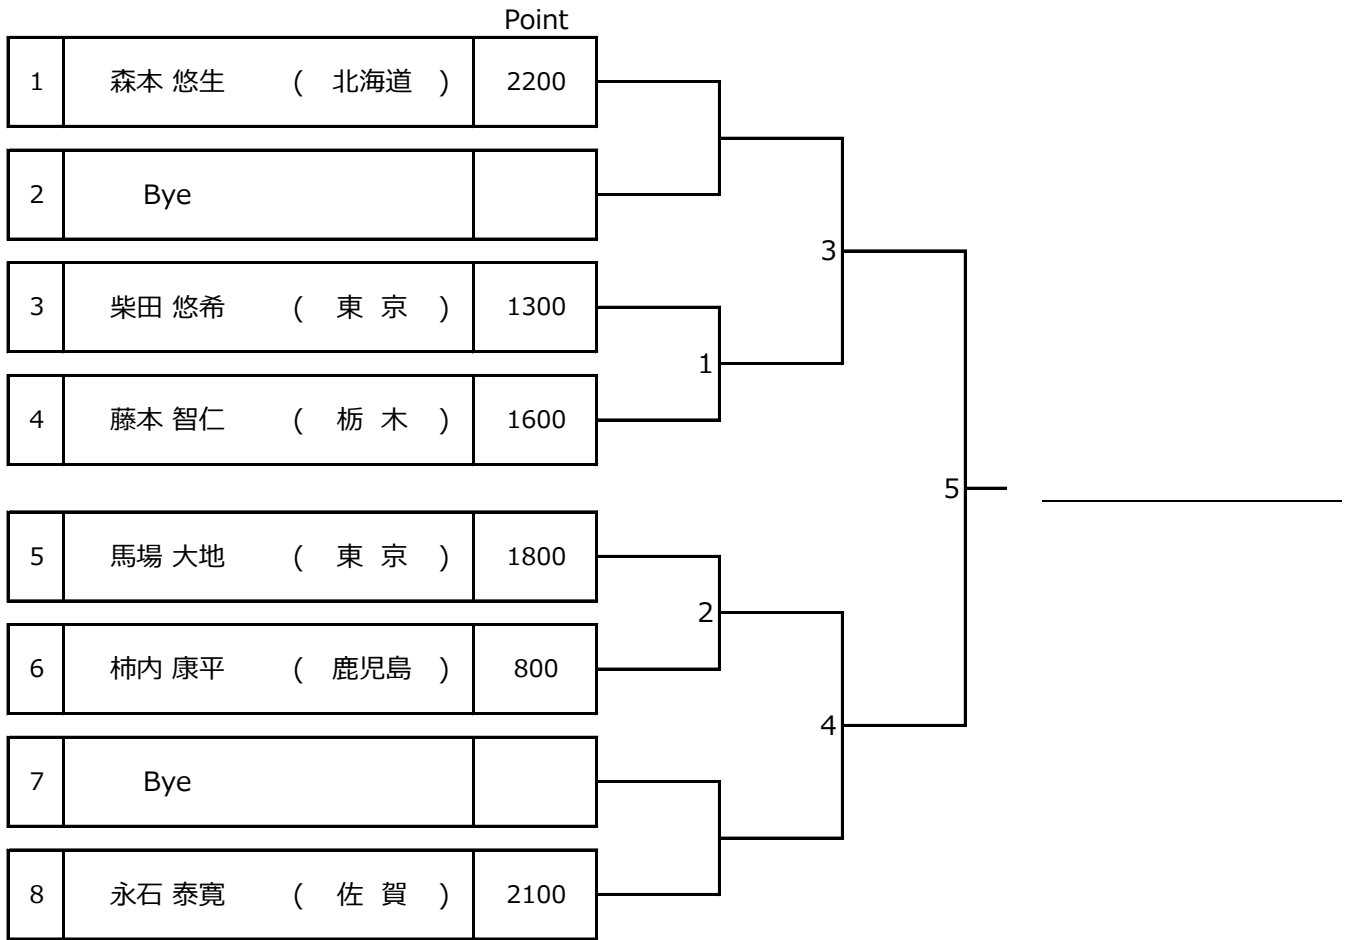 Point
1 森本 悠生 ( 北海道 ) 2200
2 Bye
3
3 柴田 悠希 ( 東 京 ) 1300
1
4 藤本 智仁 ( 栃 木 ) 1600
5
5 馬場 大地 ( 東 京 ) 1800
2
6 柿内 康平 ( 鹿児島 ) 800
4
7 Bye
8 永石 泰寛 ( 佐 賀 ) 2100